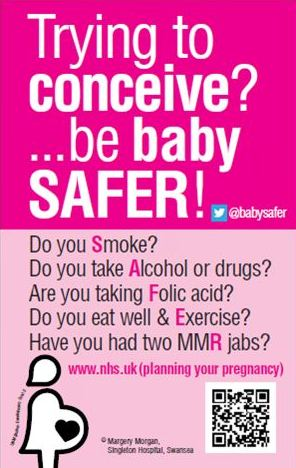 Trying to
conceive?
...be baby
SAFER!
@babysafer
Do you Smoke?
Do you take Alcohol or drugs?
Are you taking Folic acid?
Do you eat well & Exercise?
Have you had two MMR jabs?
www.nhs.uk (planning your pregnancy)
© Margery Morgan,
Singleton Hospital, Swansea